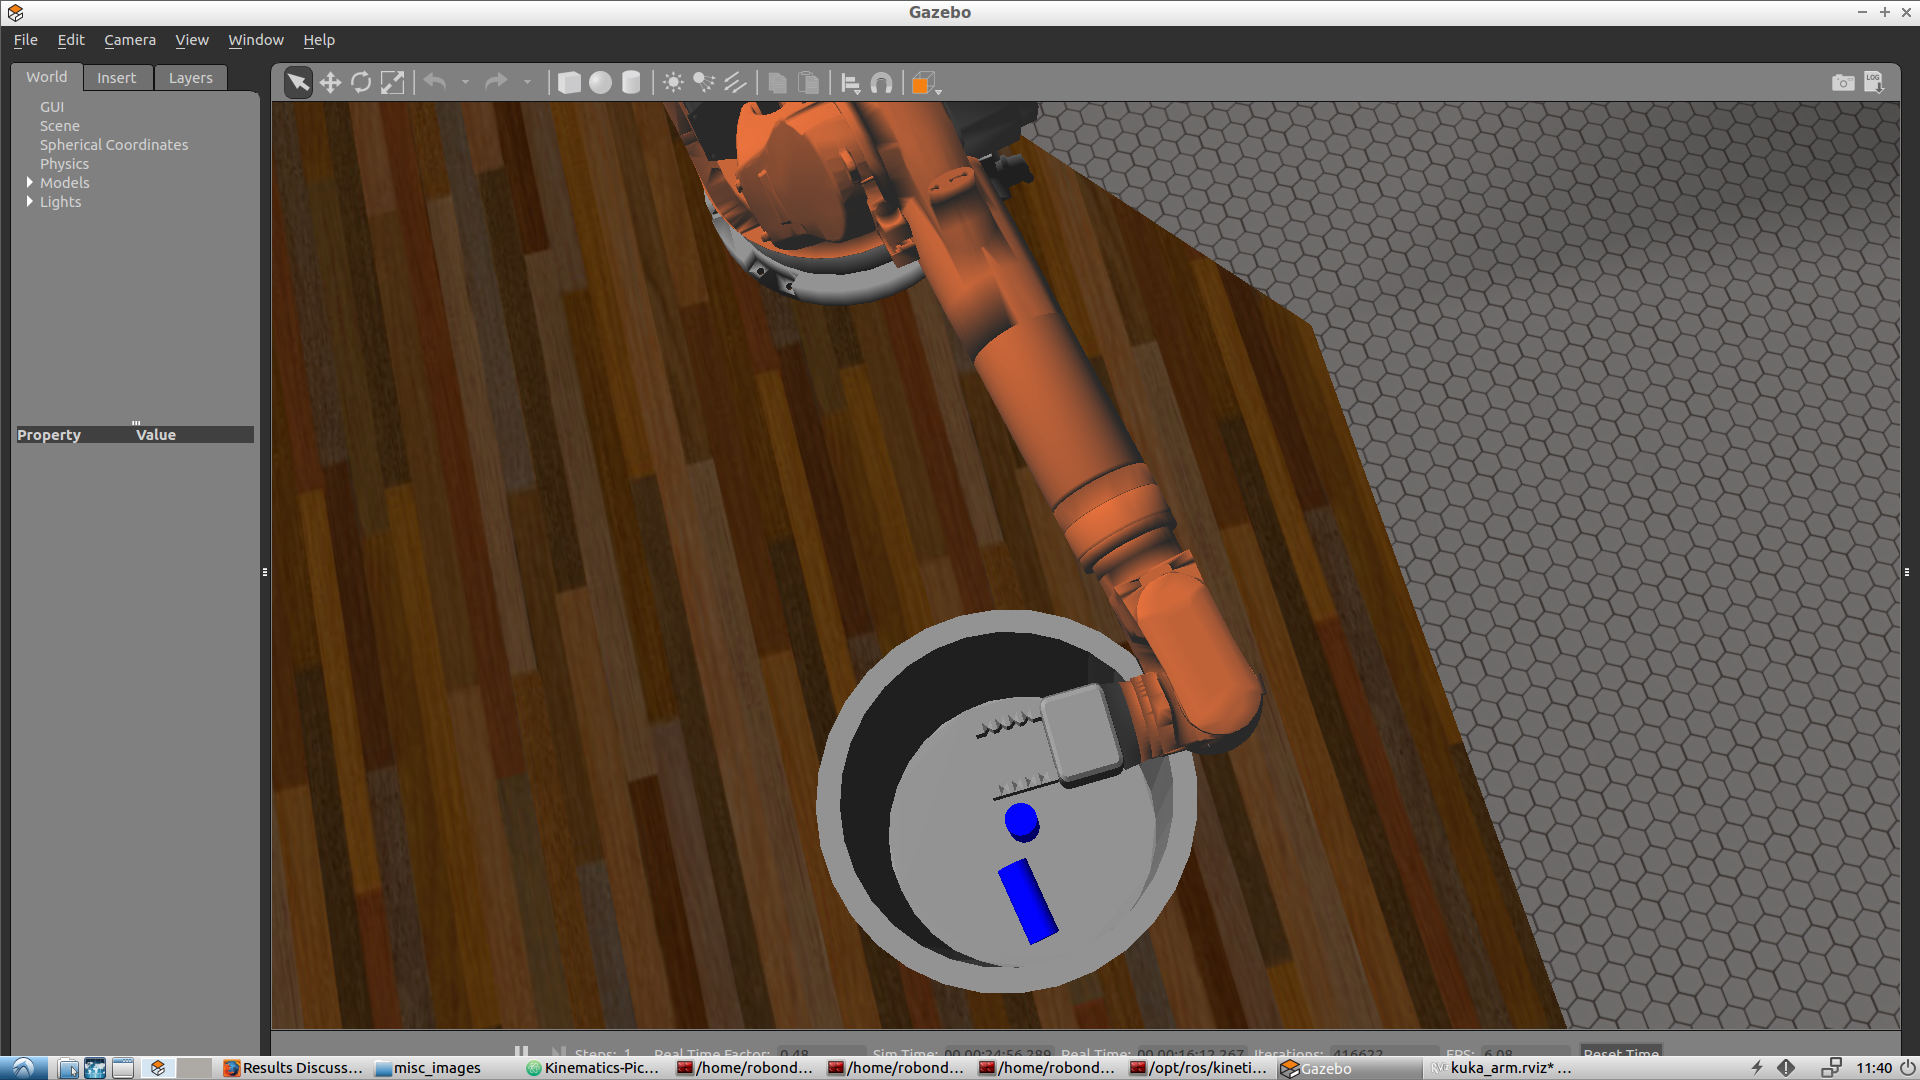 Gazebo
File Edit Camera View Window Help
World Insert Layers
LOG
GUI
Scene
Spherical Coordinates
Physics
Models
Lights
Property Value
Steps: 1 Real Time Factor: 0.48 Sim Time: 00 00:24:56.289 Real Time: 00 00:16:12.267 Iterations: 416622 FPS: 6.08 Reset Time
Results Discuss... misc_images Kinematics-Pic... /home/robond... /home/robond... /home/robond... /opt/ros/kineti... Gazebo kuka_arm.rviz* ... 11:40